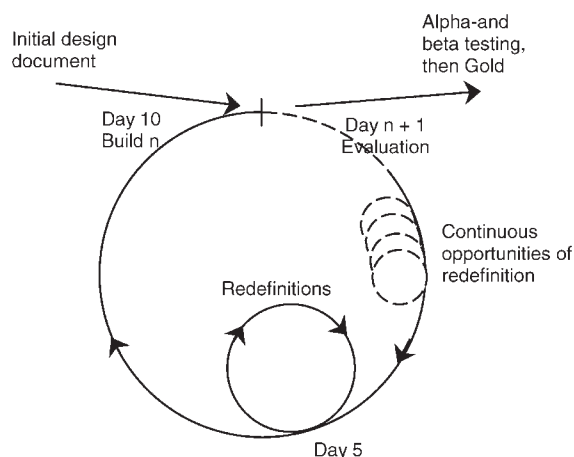 Initial design
document
Alpha-and
beta testing,
then Gold
Day 10
Build n
Day n + 1
Evaluation
Continuous
opportunities of
redefinition
Redefinitions
Day 5